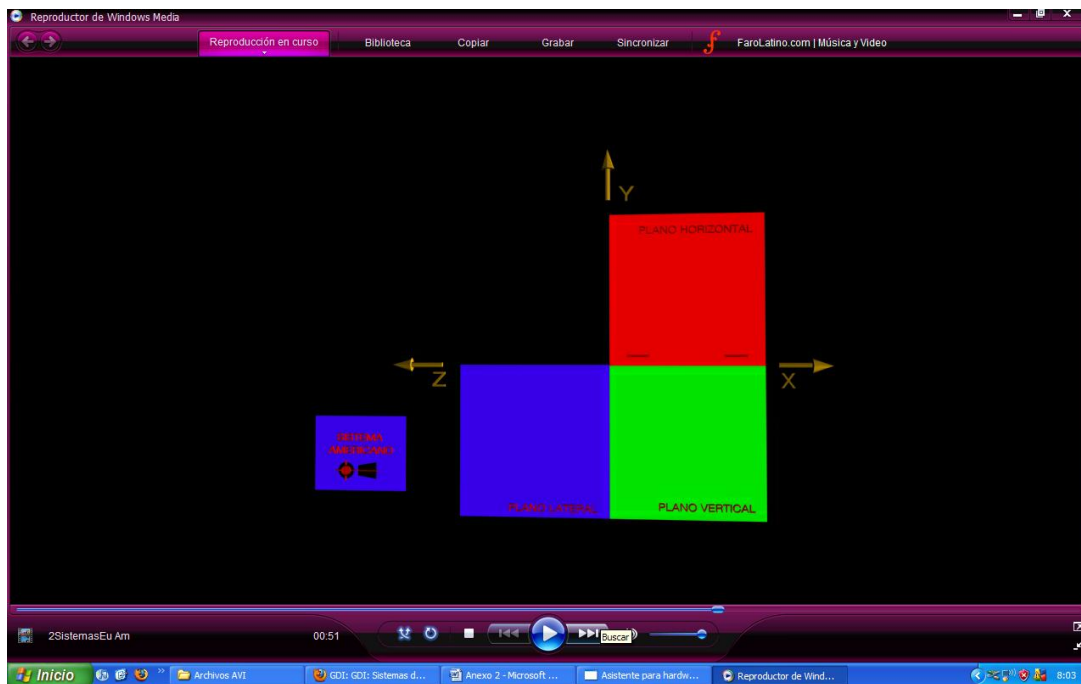 Reproductor de Windows Media
Reproducción en curso
Biblioteca
Copiar
Grabar
Sincronizar
FaroLatino.com | Música y Video
Y
PLANO HORIZONTAL
Z
X
SISTEMA
AMERICANO
PLANO LATERAL
PLANO VERTICAL
2SistemasEu Am
00:51
Buscar
Inicio
Archivos AVI
GDI: GDI: Sistemas d...
Anexo 2 - Microsoft ...
Asistente para hardw...
Reproductor de Wind...
8:03